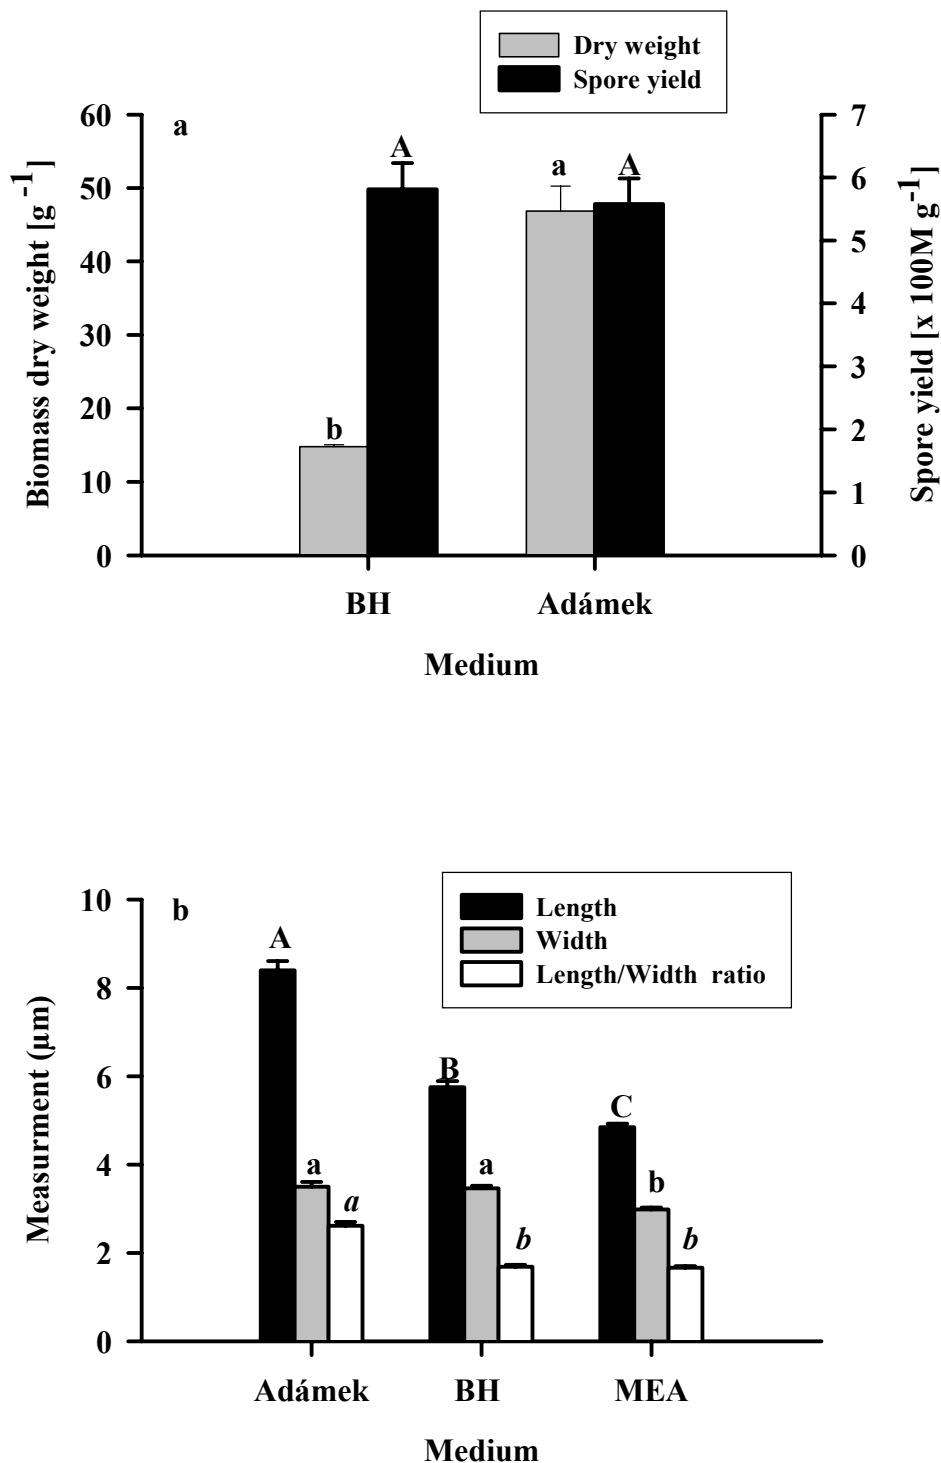 Dry weight
Spore yield
a
Biomass dry weight [g -1]
60
50
40
30
20
10
0
b
A
a
A
7
6
5
4
3
2
1
0
Spore yield [x 100M g-1]
BH
Adámek
Medium
b
Length
Width
Length/Width ratio
Measurment (µm)
10
8
6
4
2
0
A
a
a
B
a
b
C
b
b
Adámek
BH
MEA
Medium